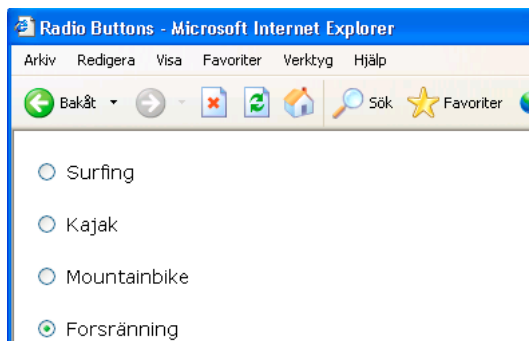 Radio Buttons - Microsoft Internet Explorer
Arkiv Redigera Visa Favoriter Verktyg Hjälp
Bakåt Sök Favoriter
Surfing
Kajak
Mountainbike
Forsränning